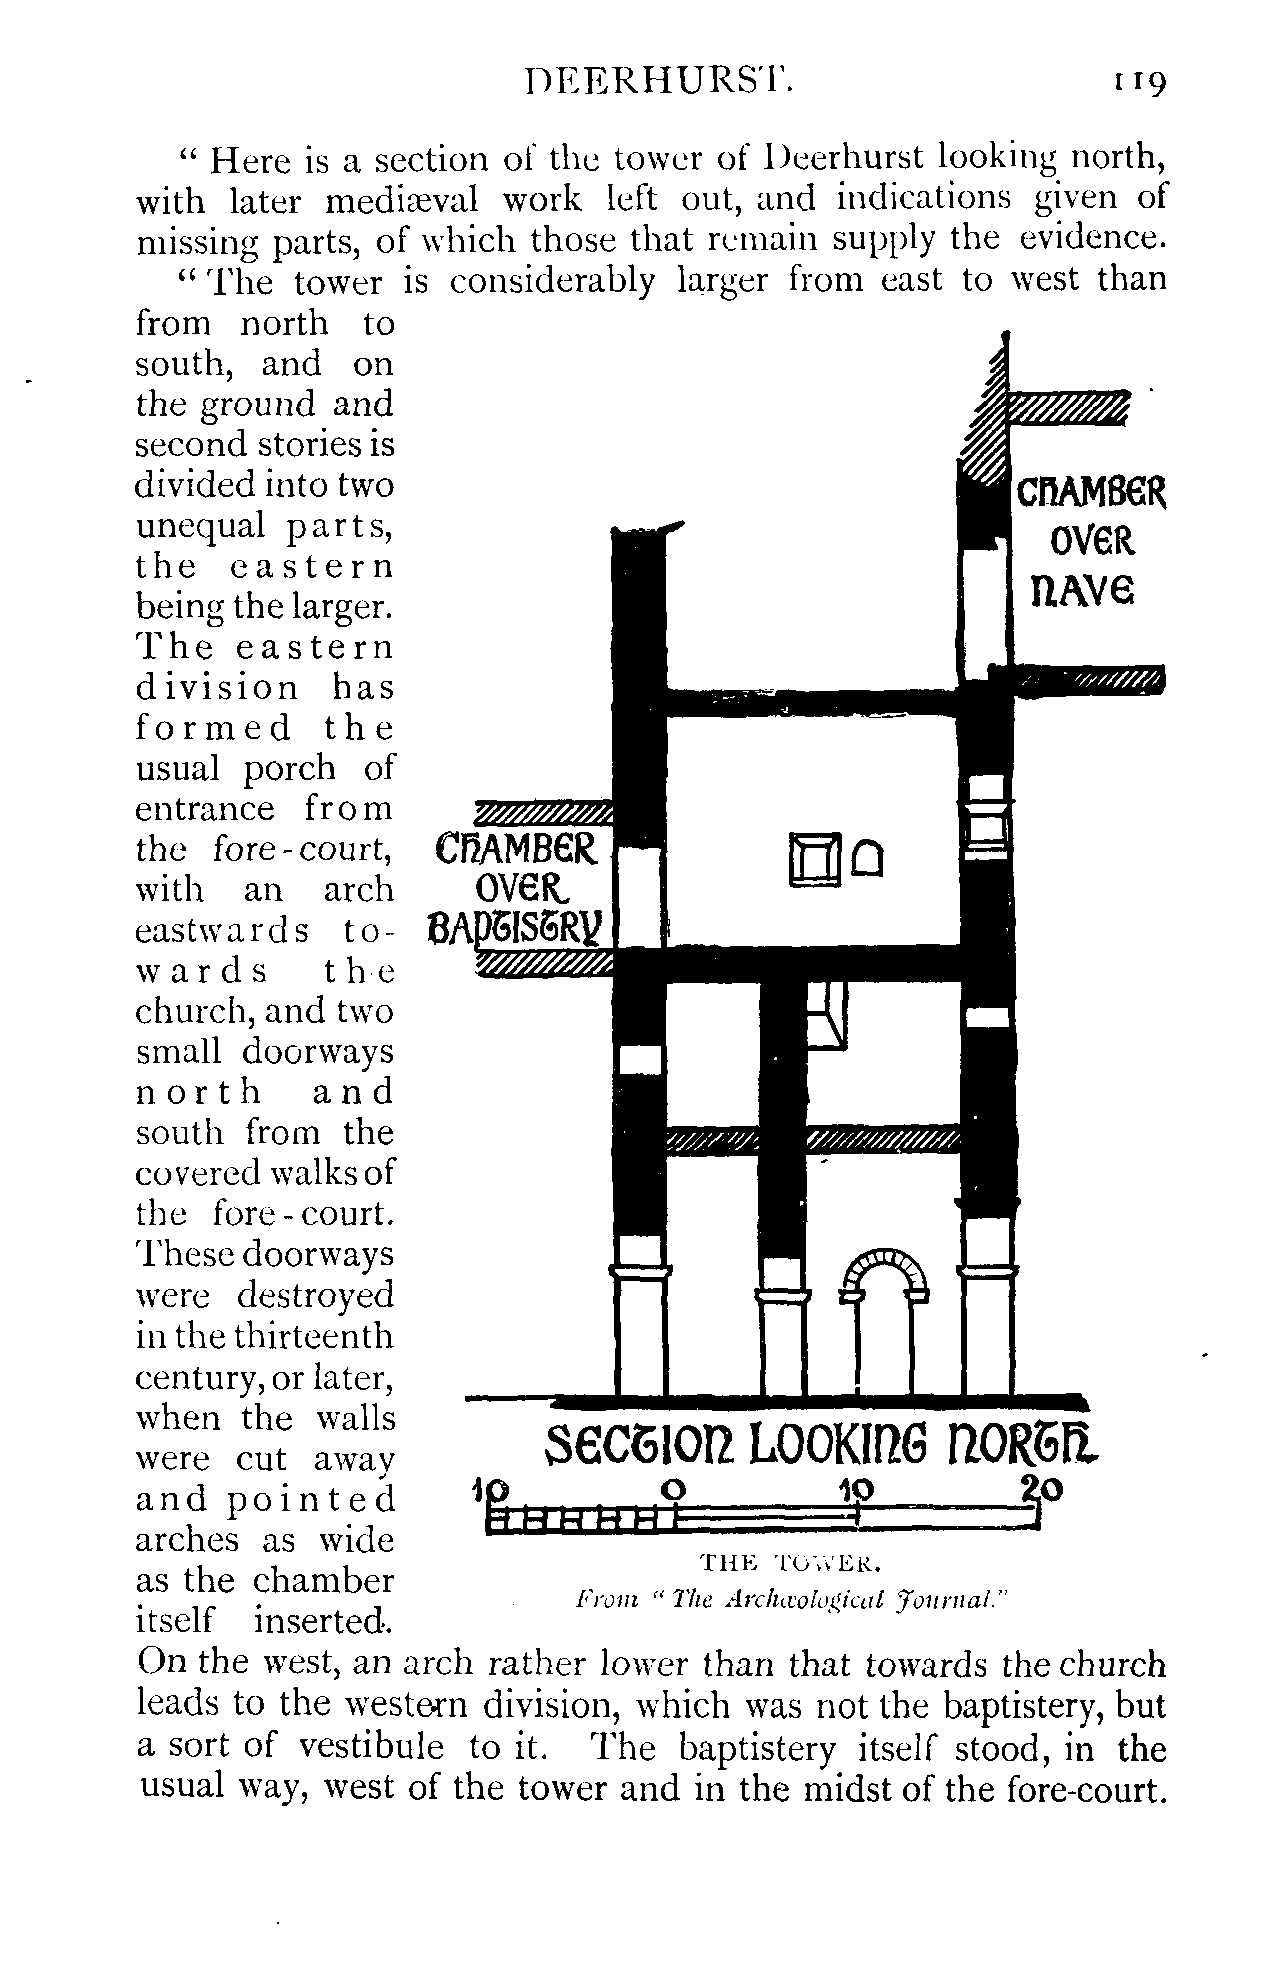 DEERHURST. 119
“ Here is a section of the tower of Deerhurst looking north,
with later mediæval work left out, and indications given of
missing parts, of which those that remain supply the evidence.
“ The tower is considerably larger from east to west than
from north to
south, and on
the ground and
second stories is
divided into two
unequal parts,
the eastern
being the larger.
The eastern
division has
formed the
usual porch of
entrance from
the fore-court,
with an arch
eastwards to-
wards the
church, and two
small doorways
north and
south from the
covered walks of
the fore-court.
These doorways
were destroyed
in the thirteenth
century, or later,
when the walls
were cut away
and pointed
arches as wide
as the chamber
itself inserted.
CHAMBER
OVER
NAVE
CHAMBER
OVER
BAPTISTRY
SECTION LOOKING NORTH
10 0 10 20
THE TOWER.
From “ The Archæological Journal.”
On the west, an arch rather lower than that towards the church
leads to the western division, which was not the baptistery, but
a sort of vestibule to it. The baptistery itself stood, in the
usual way, west of the tower and in the midst of the fore-court.